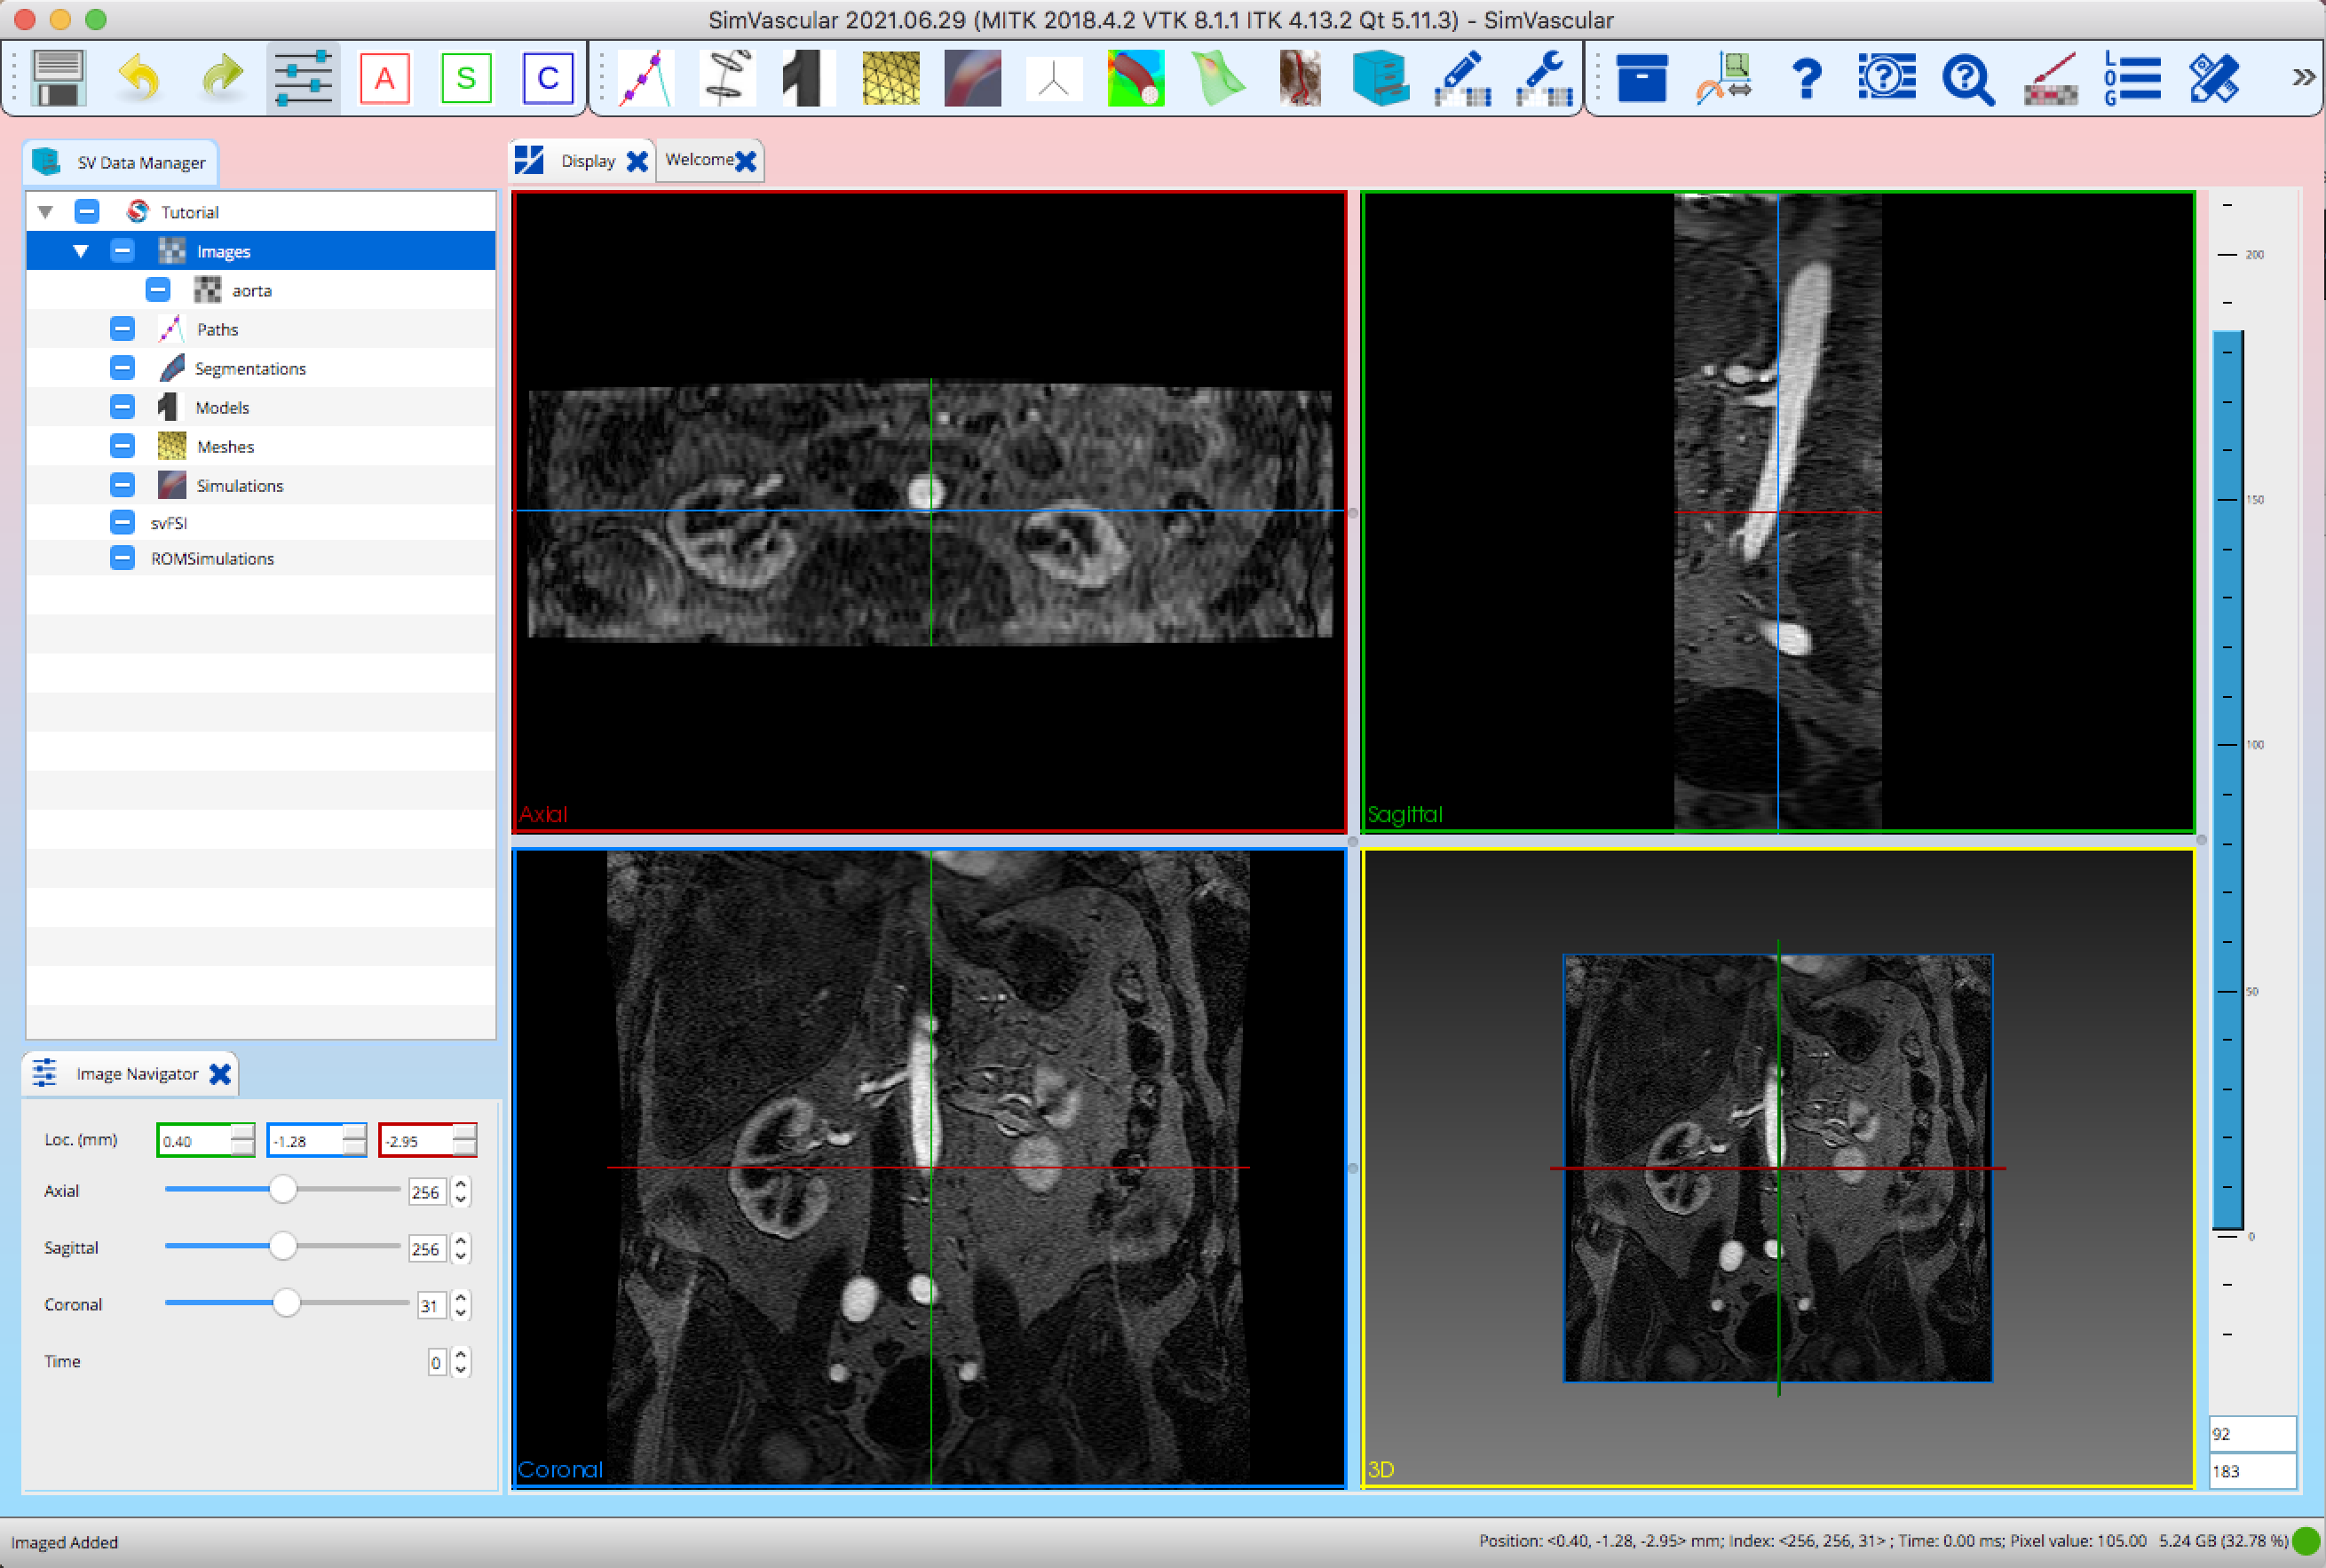 SimVascular 2021.06.29 (MITK 2018.4.2 VTK 8.1.1 ITK 4.13.2 Qt 5.11.3) - SimVascular
A S C ? ? ? LOG »
SV Data Manager
Display
Welcome
Tutorial
Images
aorta
Paths
Segmentations
Models
Meshes
Simulations
svFSI
ROMSimulations
Axial
Sagittal
Coronal
3D
200
150
100
50
0
92
183
Image Navigator
Loc. (mm) 0.40 -1.28 -2.95
Axial 256
Sagittal 256
Coronal 31
Time 0
Imaged Added
Position: <0.40, -1.28, -2.95> mm; Index: <256, 256, 31> ; Time: 0.00 ms; Pixel value: 105.00 5.24 GB (32.78 %)